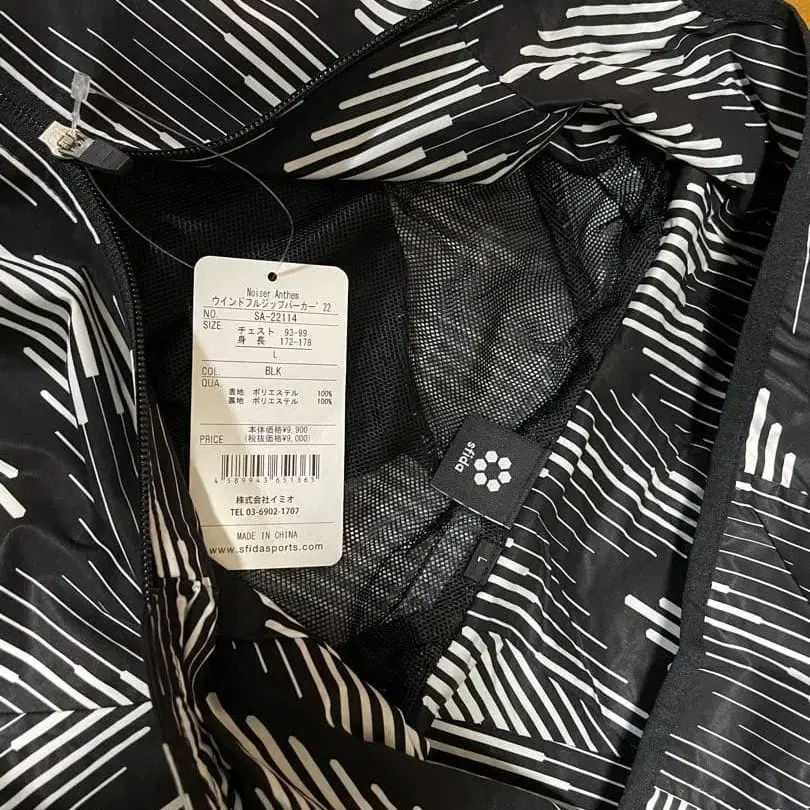 Noiser Anthem
ウインドフルジップパーカー'22
NO. SA-22114
SIZE. チェスト 93-99
身 長 172-178
L
COL. BLK
QUA.
表地 ポリエステル 100%
裏地 ポリエステル 100%
本体価格¥9,900
PRICE (税抜価格¥9,000)
4 589943 651365
株式会社イミオ
TEL 03-6902-1707
MADE IN CHINA
www.sfidasports.com
sfida
L